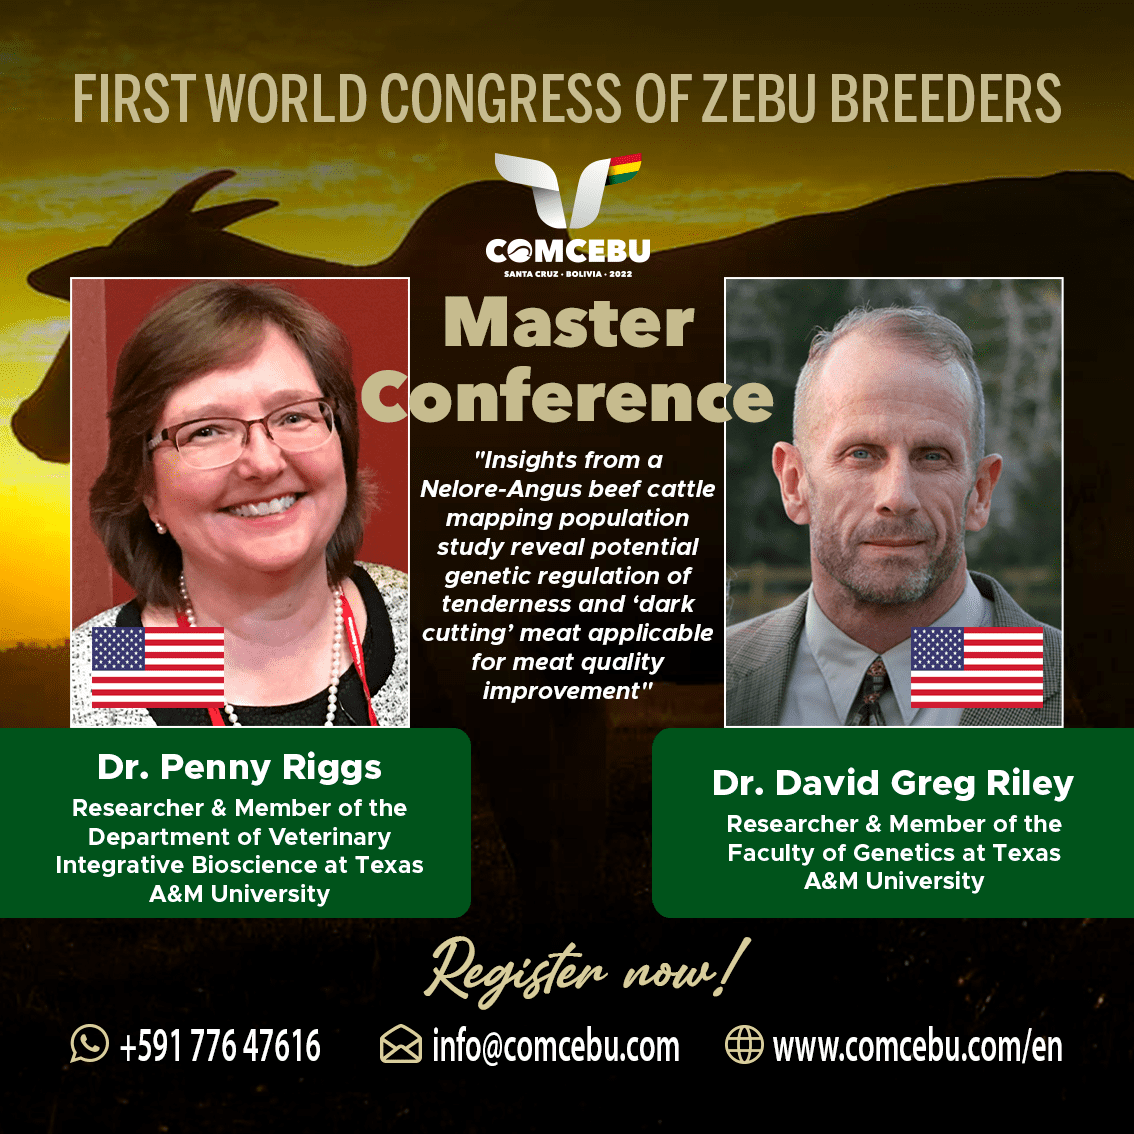 FIRST WORLD CONGRESS OF ZEBU BREEDERS
COMCEBU
SANTA CRUZ · BOLIVIA · 2022
Master
Conference
"Insights from a
Nelore-Angus beef cattle
mapping population
study reveal potential
genetic regulation of
tenderness and ‘dark
cutting’ meat applicable
for meat quality
improvement"
Dr. Penny Riggs
Researcher & Member of the
Department of Veterinary
Integrative Bioscience at Texas
A&M University
Dr. David Greg Riley
Researcher & Member of the
Faculty of Genetics at Texas
A&M University
Register now!
+591 776 47616
info@comcebu.com
www.comcebu.com/en